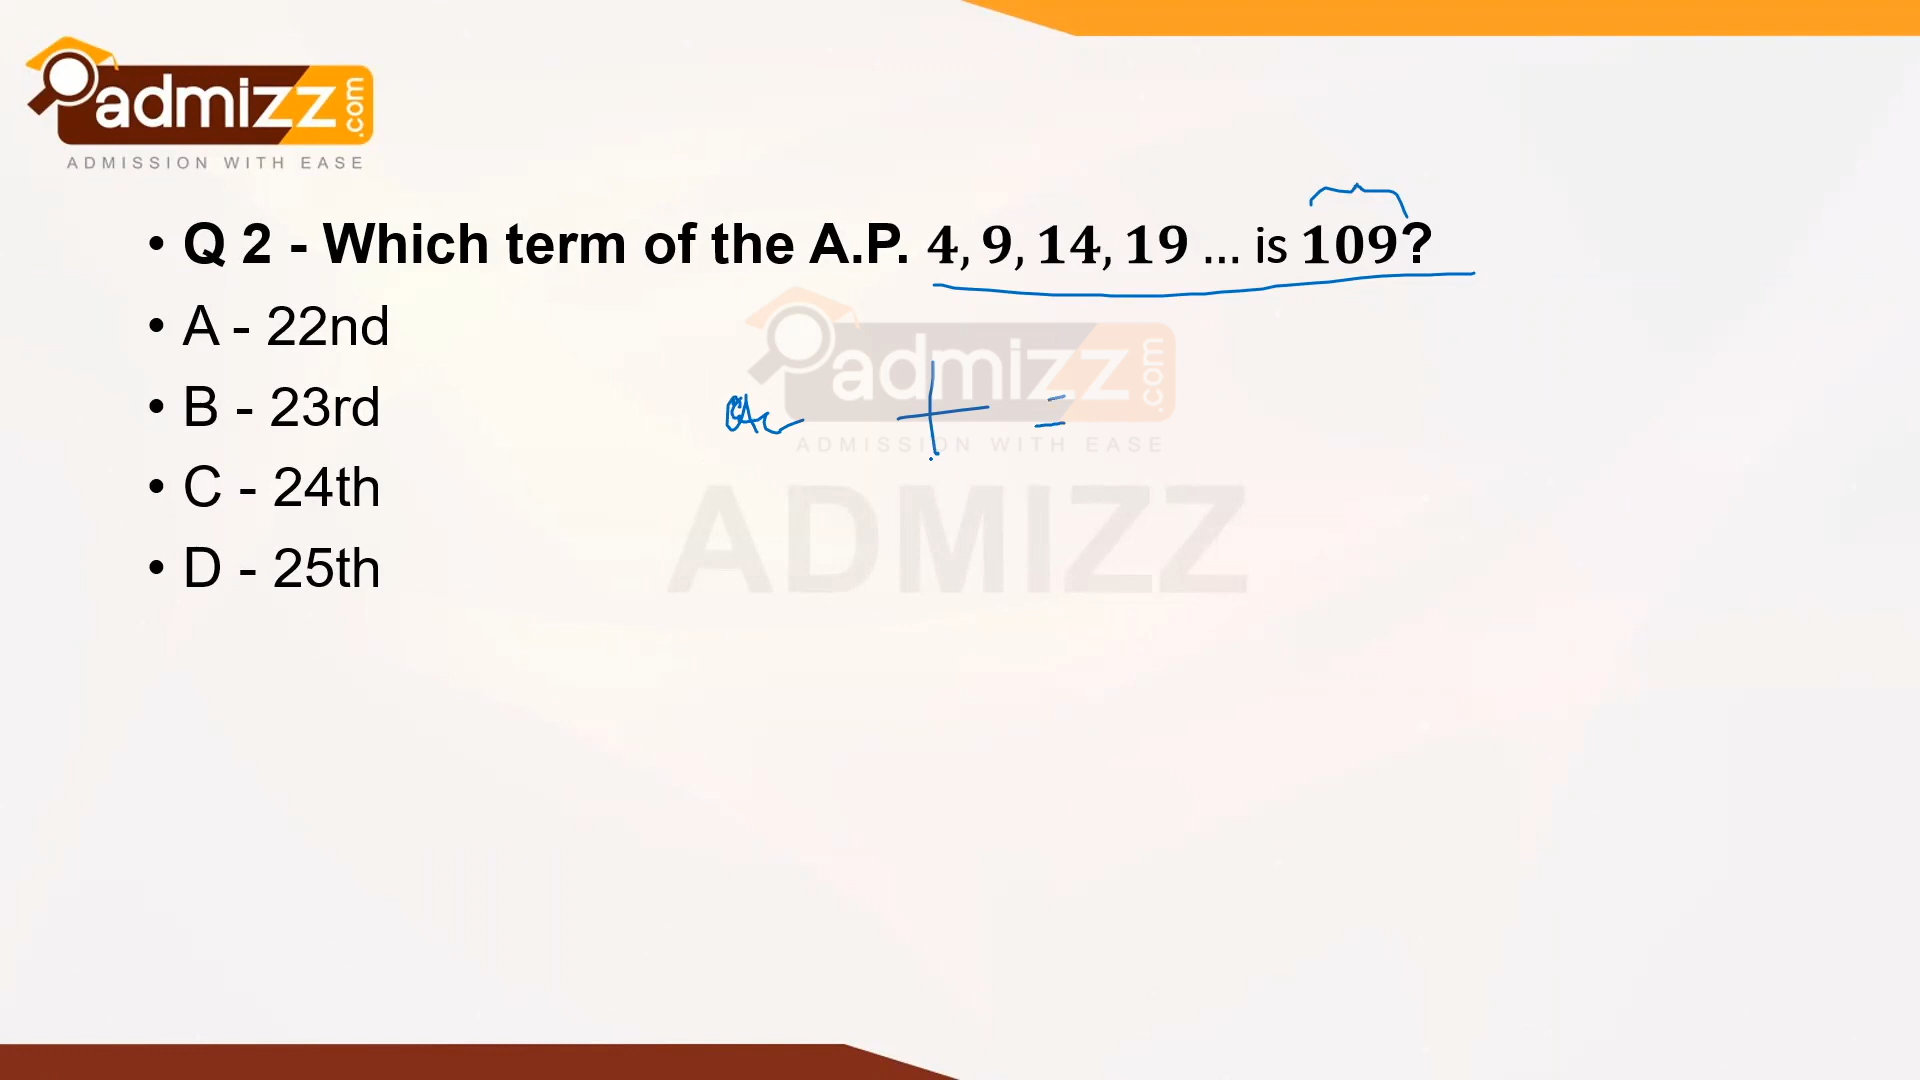 admizz.com
ADMISSION WITH EASE
• Q 2 - Which term of the A.P. 4, 9, 14, 19 ... is 109?
• A - 22nd
• B - 23rd
• C - 24th
• D - 25th
admizz.com
ADMISSION WITH EASE
ADMIZZ
+ =